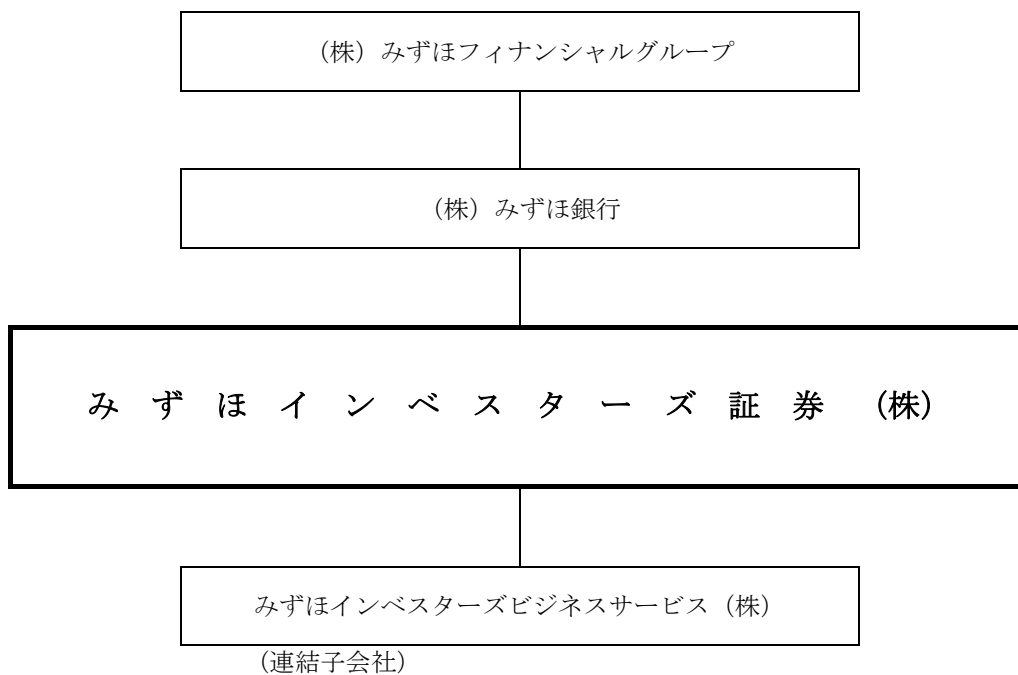 （株）みずほフィナンシャルグループ
（株）みずほ銀行
みずほインベスターズ証券　（株）
みずほインベスターズビジネスサービス（株）
（連結子会社）